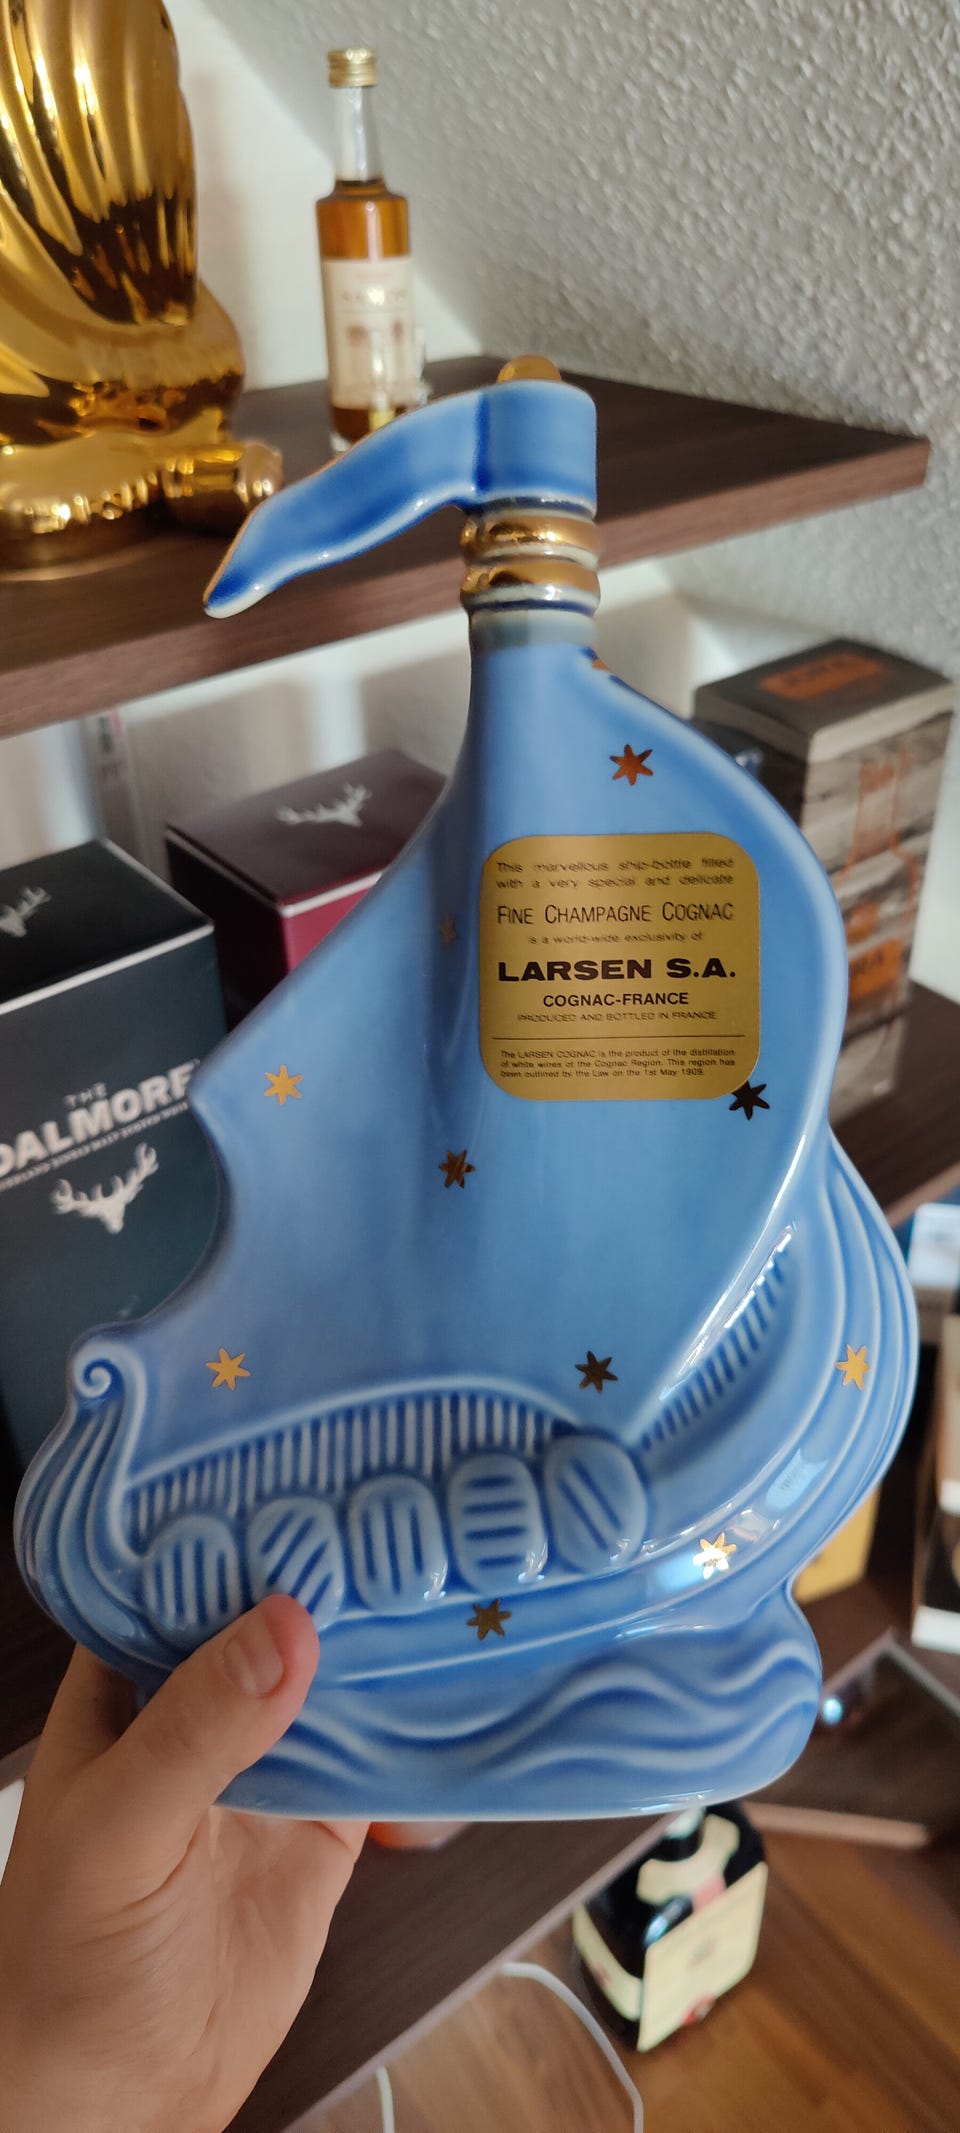 This marvellous ship-bottle filled
with a very special and delicate
FINE CHAMPAGNE COGNAC
is a world-wide exclusivity of:
LARSEN S.A.
COGNAC-FRANCE
PRODUCED AND BOTTLED IN FRANCE
The LARSEN COGNAC is the product of the distillation
of white wines of the Cognac Region. This region has
been outlined by the Law on the 1st May 1909.
THE
DALMORE